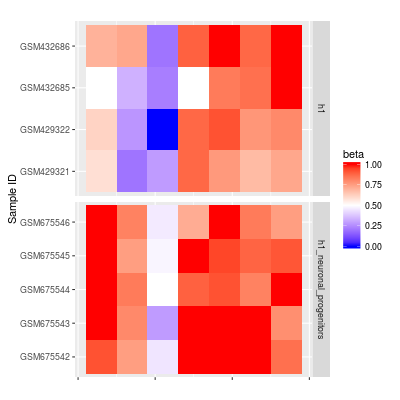 Sample ID
GSM432686
GSM432685
GSM429322
GSM429321
h1
GSM675546
GSM675545
GSM675544
GSM675543
GSM675542
h1_neuronal_progenitors
beta
1.00
0.75
0.50
0.25
0.00